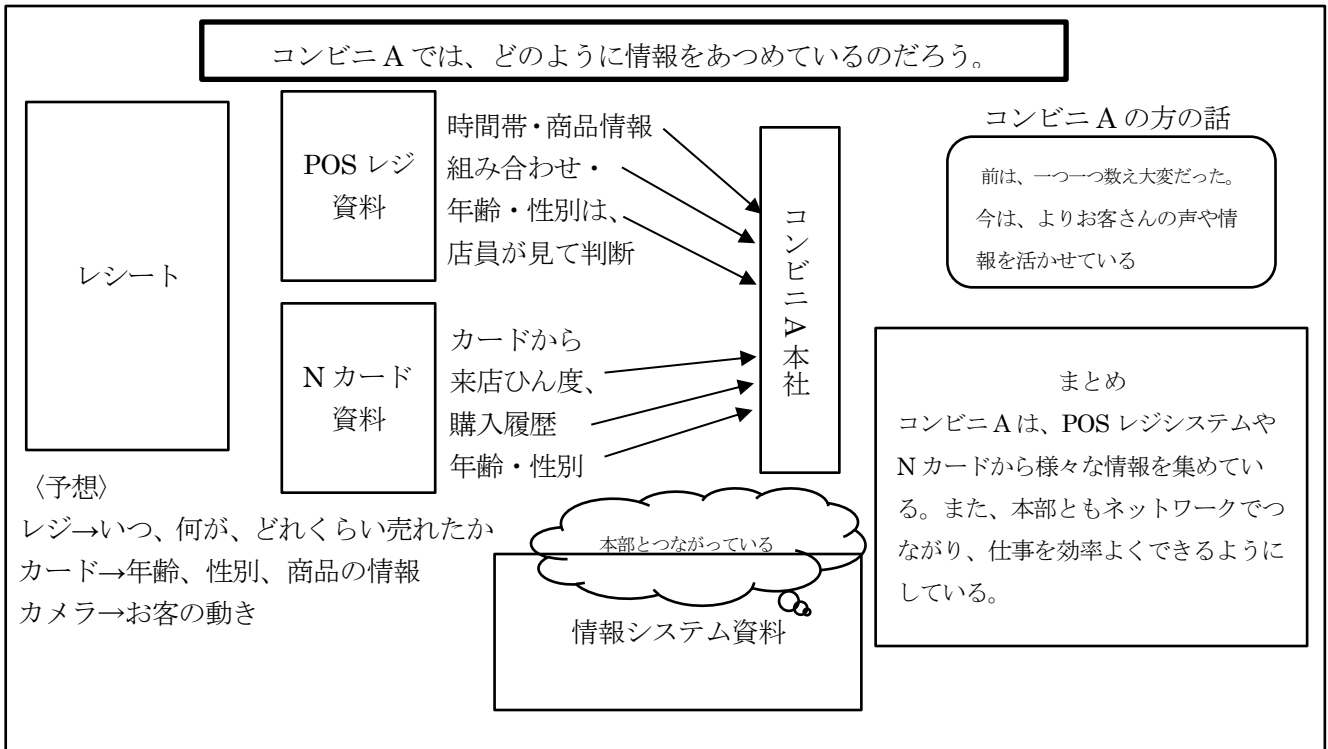 コンビニ A では、どのように情報をあつめているのだろう。
レシート
POS レジ
資料
時間帯・商品情報
組み合わせ・
年齢・性別は、
店員が見て判断
N カード
資料
カードから
来店ひん度、
購入履歴
年齢・性別
コンビニA本社
コンビニ A の方の話
前は、一つ一つ数え大変だった。
今は、よりお客さんの声や情
報を活かせている
〈予想〉
レジ→いつ、何が、どれくらい売れたか
カード→年齢、性別、商品の情報
カメラ→お客の動き
本部とつながっている
情報システム資料
まとめ
コンビニ A は、POS レジシステムや
N カードから様々な情報を集めてい
る。また、本部ともネットワークでつ
ながり、仕事を効率よくできるように
している。